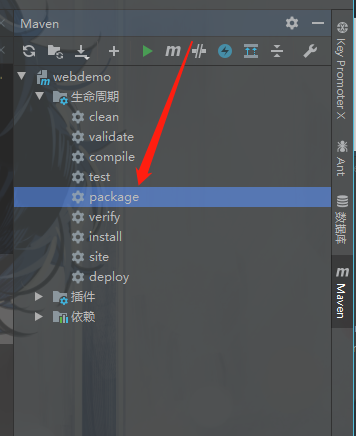 Maven
webdemo
生命周期
clean
validate
compile
test
package
verify
install
site
deploy
插件
依赖
Key Promoter X
Ant
数据库
Maven